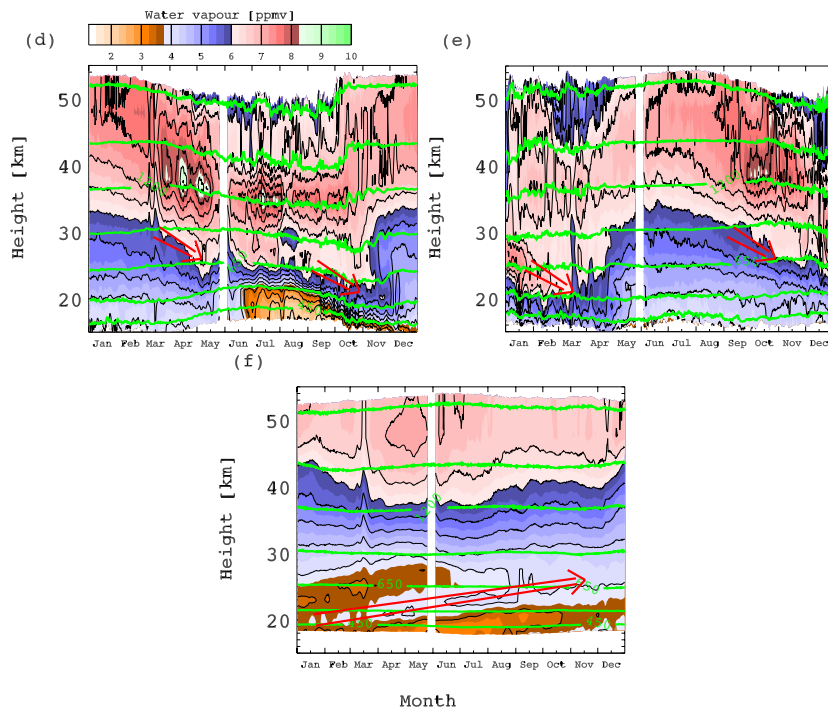 Water vapour [ppmv]
2 3 4 5 6 7 8 9 10
(d)
(e)
Height [km]
50
40
30
20
Jan Feb Mar Apr May Jun Jul Aug Sep Oct Nov Dec
Height [km]
50
40
30
20
Jan Feb Mar Apr May Jun Jul Aug Sep Oct Nov Dec
(f)
Height [km]
50
40
30
20
650
Jan Feb Mar Apr May Jun Jul Aug Sep Oct Nov Dec
Month